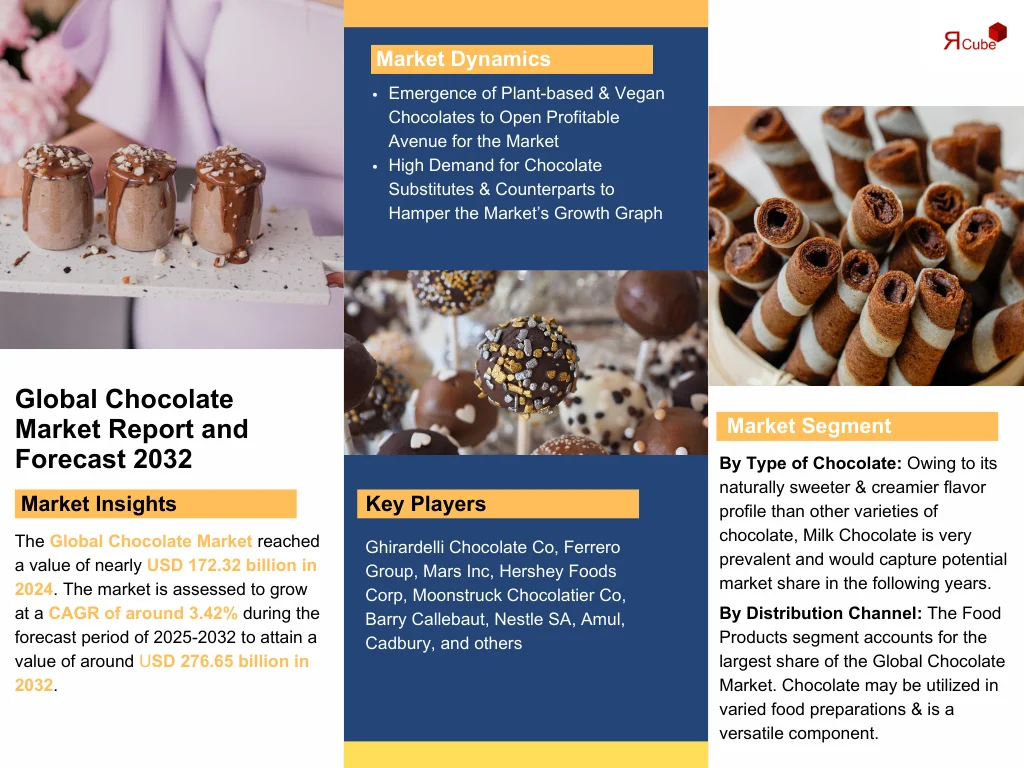 Global Chocolate
Market Report and
Forecast 2032
Market Insights
The Global Chocolate Market reached
a value of nearly USD 172.32 billion in
2024. The market is assessed to grow
at a CAGR of around 3.42% during the
forecast period of 2025-2032 to attain a
value of around USD 276.65 billion in
2032.
Market Dynamics
• Emergence of Plant-based & Vegan
Chocolates to Open Profitable
Avenue for the Market
• High Demand for Chocolate
Substitutes & Counterparts to
Hamper the Market’s Growth Graph
Key Players
Ghirardelli Chocolate Co, Ferrero
Group, Mars Inc, Hershey Foods
Corp, Moonstruck Chocolatier Co,
Barry Callebaut, Nestle SA, Amul,
Cadbury, and others
ЯCube
Market Segment
By Type of Chocolate: Owing to its
naturally sweeter & creamier flavor
profile than other varieties of
chocolate, Milk Chocolate is very
prevalent and would capture potential
market share in the following years.
By Distribution Channel: The Food
Products segment accounts for the
largest share of the Global Chocolate
Market. Chocolate may be utilized in
varied food preparations & is a
versatile component.